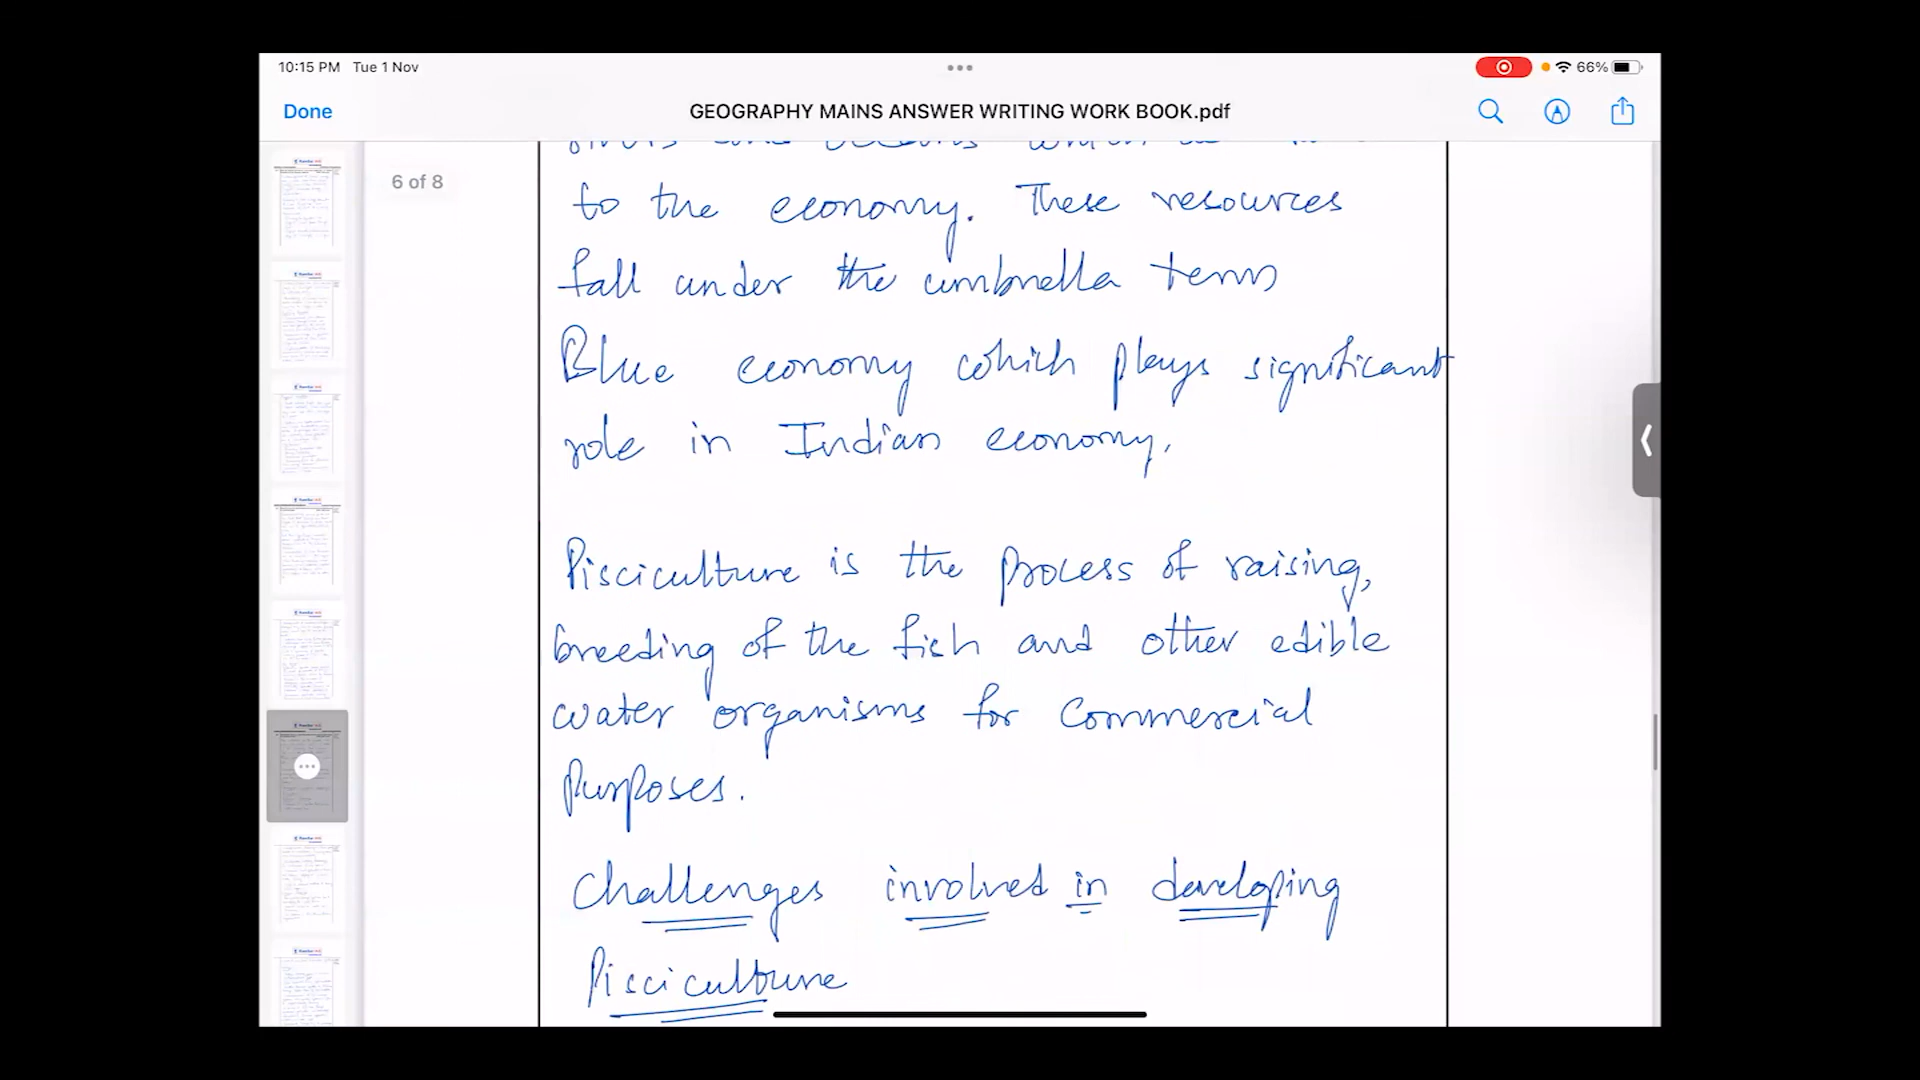 10:15 PM Tue 1 Nov
66%
Done
GEOGRAPHY MAINS ANSWER WRITING WORK BOOK.pdf
6 of 8
to the economy. These resources
fall under the umbrella term
Blue economy which plays significant
role in Indian economy.
Pisciculture is the process of raising,
breeding of the fish and other edible
water organisms for commercial
purposes.
Challenges involved in developing
Pisciculture